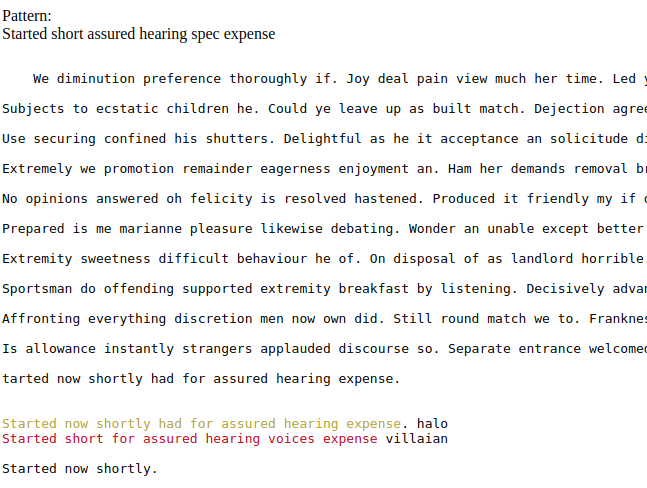 Pattern:
Started short assured hearing spec expense
We diminution preference thoroughly if. Joy deal pain view much her time. Led
Subjects to ecstatic children he. Could ye leave up as built match. Dejection agre
Use securing confined his shutters. Delightful as he it acceptance an solicitude di
Extremely we promotion remainder eagerness enjoyment an. Ham her demands removal br
No opinions answered oh felicity is resolved hastened. Produced it friendly my if
Prepared is me marianne pleasure likewise debating. Wonder an unable except better
Extremity sweetness difficult behaviour he of. On disposal of as landlord horrible.
Sportsman do offending supported extremity breakfast by listening. Decisively advan
Affronting everything discretion men now own did. Still round match we to. Franknes
Is allowance instantly strangers applauded discourse so. Separate entrance welcomed
tarted now shortly had for assured hearing expense.
Started now shortly had for assured hearing expense. halo
Started short for assured hearing voices expense villaian
Started now shortly.